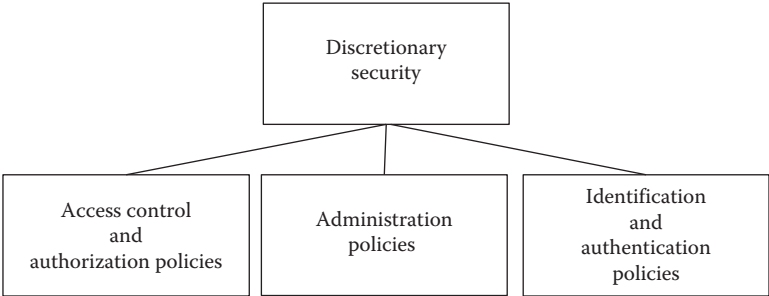 Discretionary
security
Access control
and
authorization policies
Administration
policies
Identification
and
authentication
policies